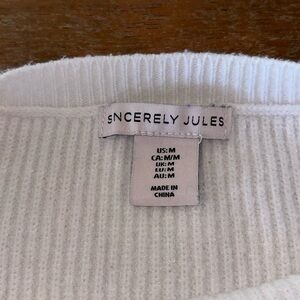 SINCERELY JULES
US: M
CA: M/M
UK: M
EU: M
AU: M
MADE IN
CHINA